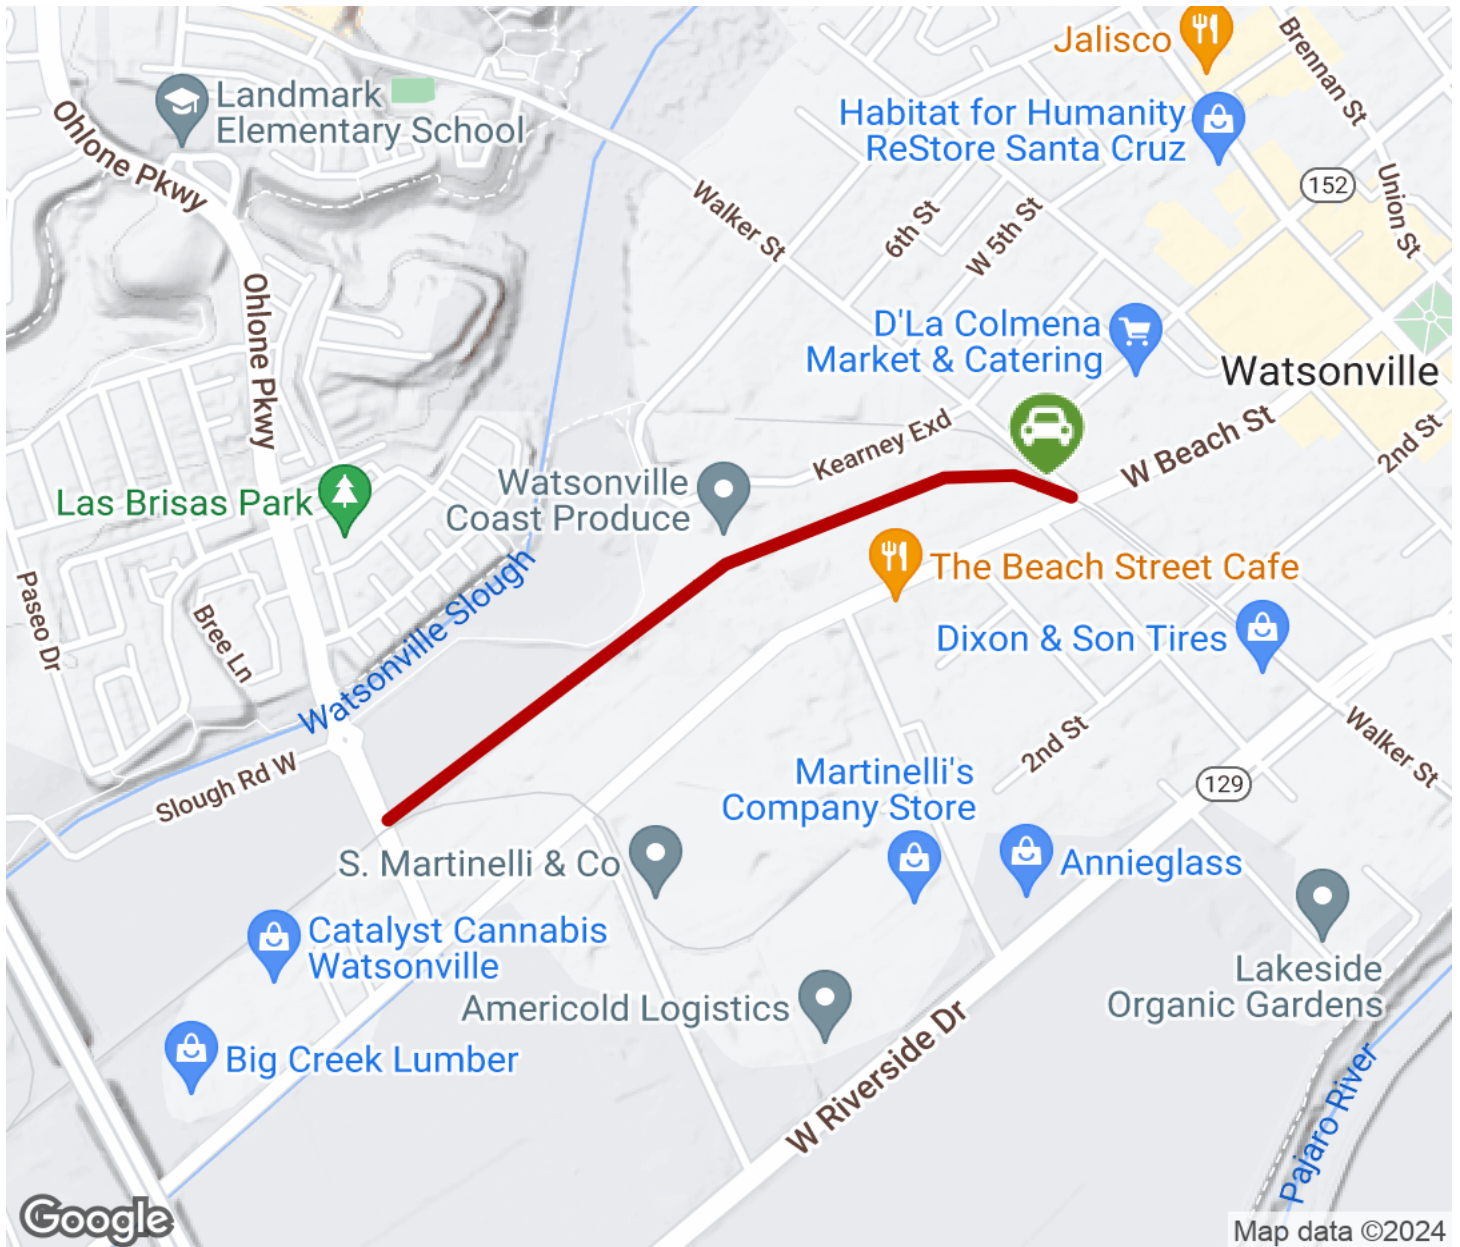 Jalisco
Brennan St
Landmark
Elementary School
Habitat for Humanity
ReStore Santa Cruz
Ohlone Pkwy
152
Union St
Walker St
6th St
W 5th St
Ohlone Pkwy
D'La Colmena
Market & Catering
Watsonville
W Beach St
2nd St
Kearney Exd
Las Brisas Park
Watsonville
Coast Produce
The Beach Street Cafe
Paseo Dr
Bree Ln
Watsonville Slough
Dixon & Son Tires
Slough Rd W
2nd St
Walker St
129
Martinelli's
Company Store
S. Martinelli & Co
Annieglass
Catalyst Cannabis
Watsonville
Lakeside
Organic Gardens
Americold Logistics
Big Creek Lumber
W Riverside Dr
Pajaro River
Google
Map data ©2024